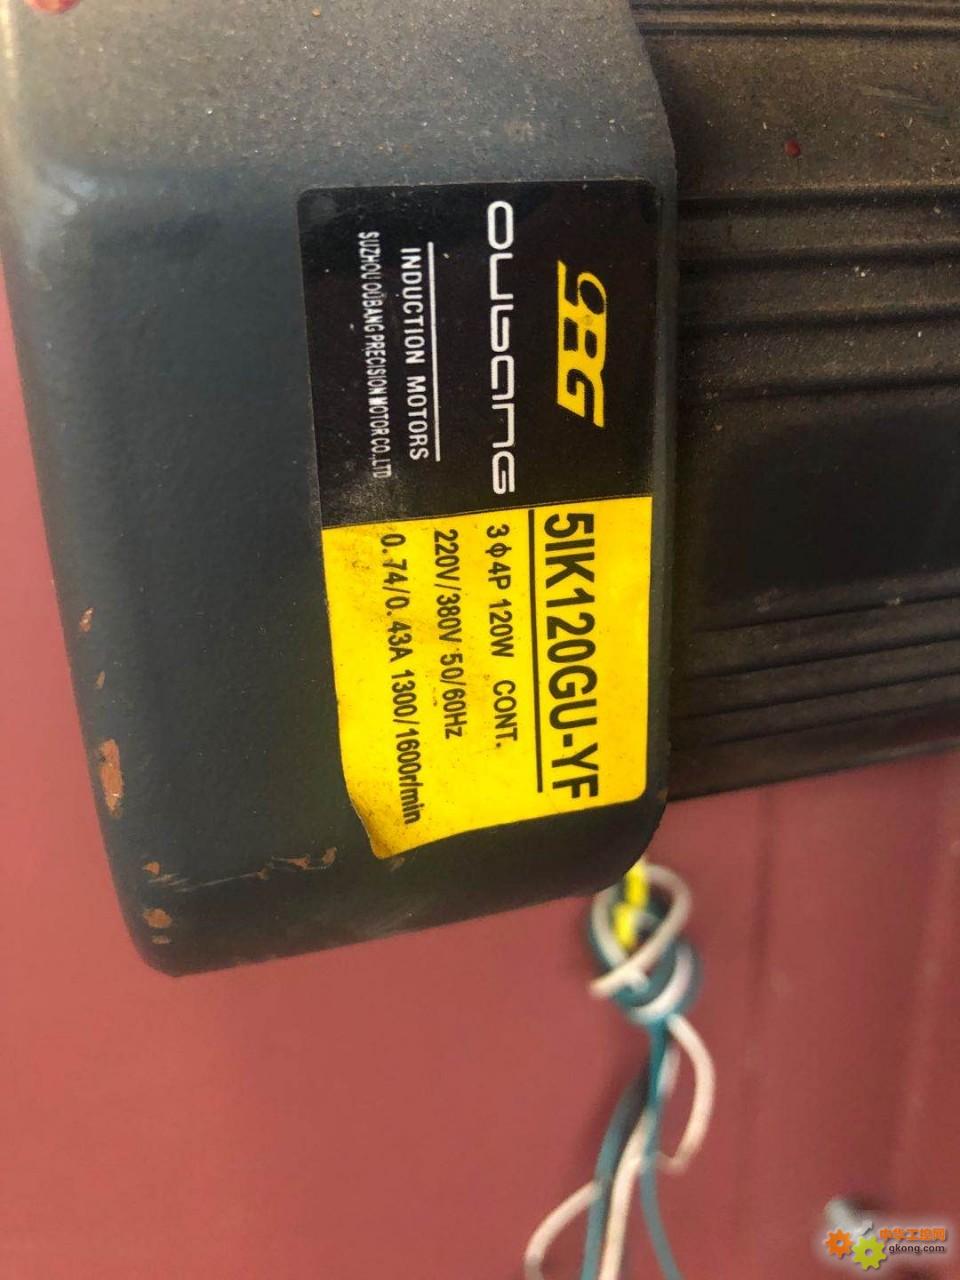 OBG
oubang
INDUCTION MOTORS
SUZHOU OUBANG PRECISION MOTOR CO.,LTD
5IK120GU-YF
3φ4P 120W CONT.
220V/380V 50/60Hz
0.74/0.43A 1300/1600r/min
中华工控网
gkong.com